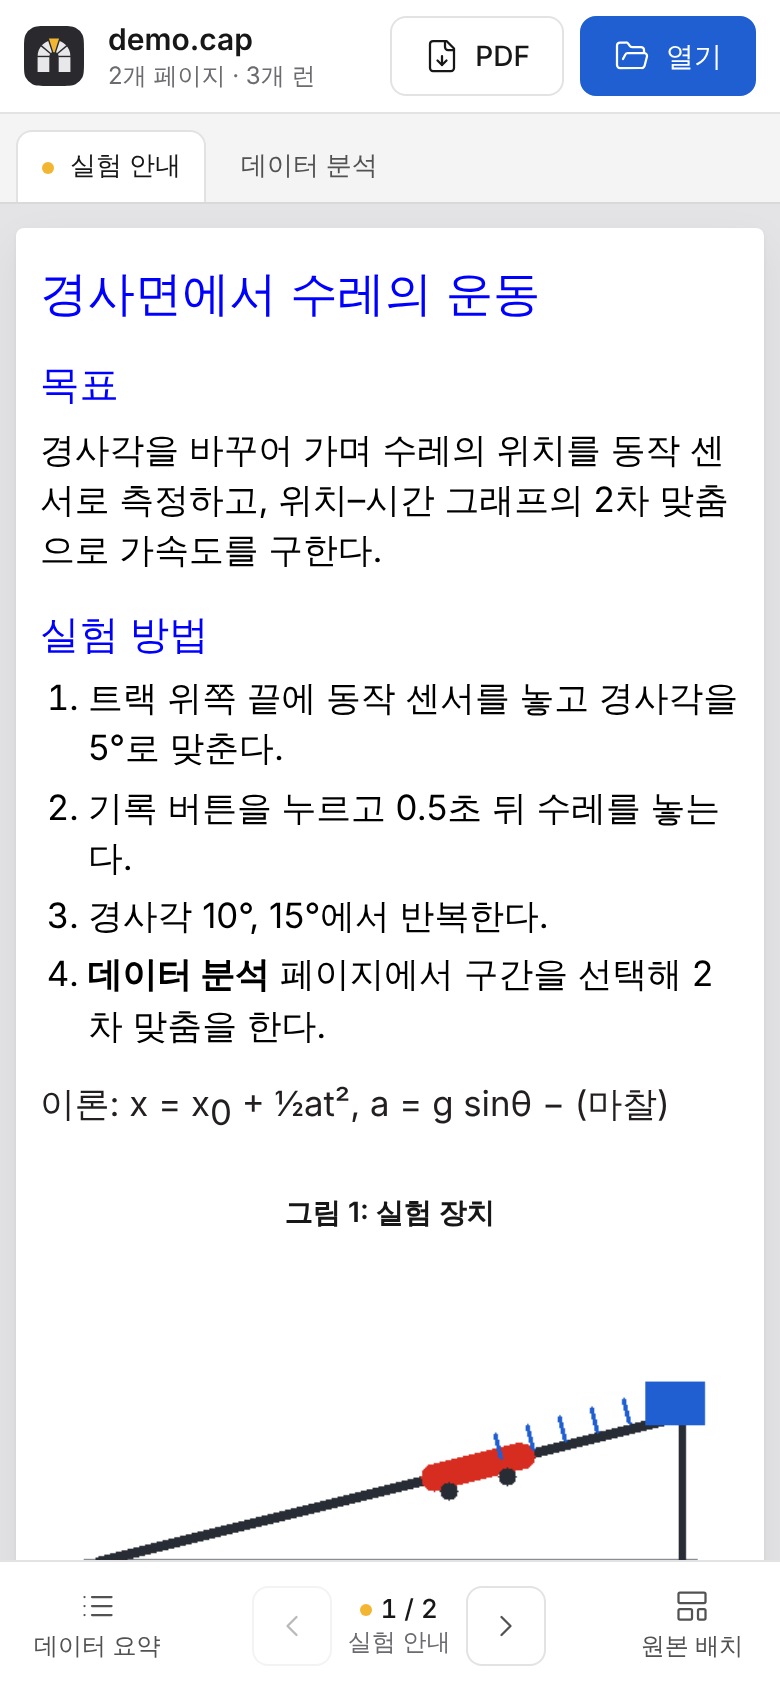 demo.cap
2개 페이지 · 3개 런
PDF
열기
실험 안내
데이터 분석
경사면에서 수레의 운동
목표
경사각을 바꾸어 가며 수레의 위치를 동작 센
서로 측정하고, 위치–시간 그래프의 2차 맞춤
으로 가속도를 구한다.
실험 방법
1. 트랙 위쪽 끝에 동작 센서를 놓고 경사각을
5°로 맞춘다.
2. 기록 버튼을 누르고 0.5초 뒤 수레를 놓는
다.
3. 경사각 10°, 15°에서 반복한다.
4. 데이터 분석 페이지에서 구간을 선택해 2
차 맞춤을 한다.
이론: x = x₀ + ½at², a = g sinθ − (마찰)
그림 1: 실험 장치
데이터 요약
1 / 2
실험 안내
원본 배치